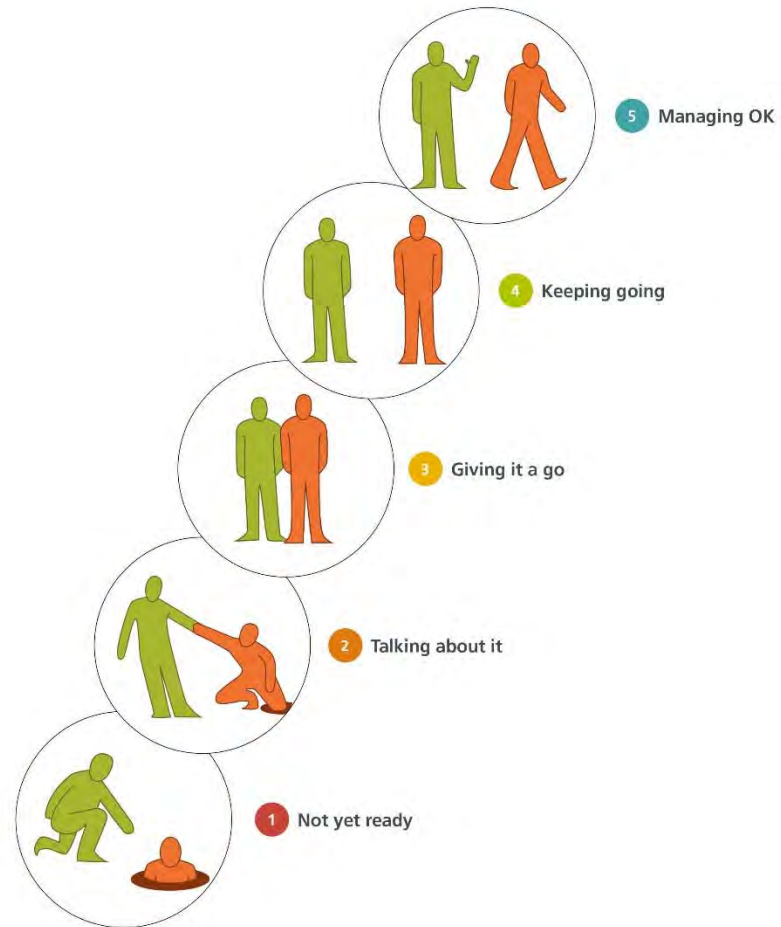 5 Managing OK
4 Keeping going
3 Giving it a go
2 Talking about it
1 Not yet ready